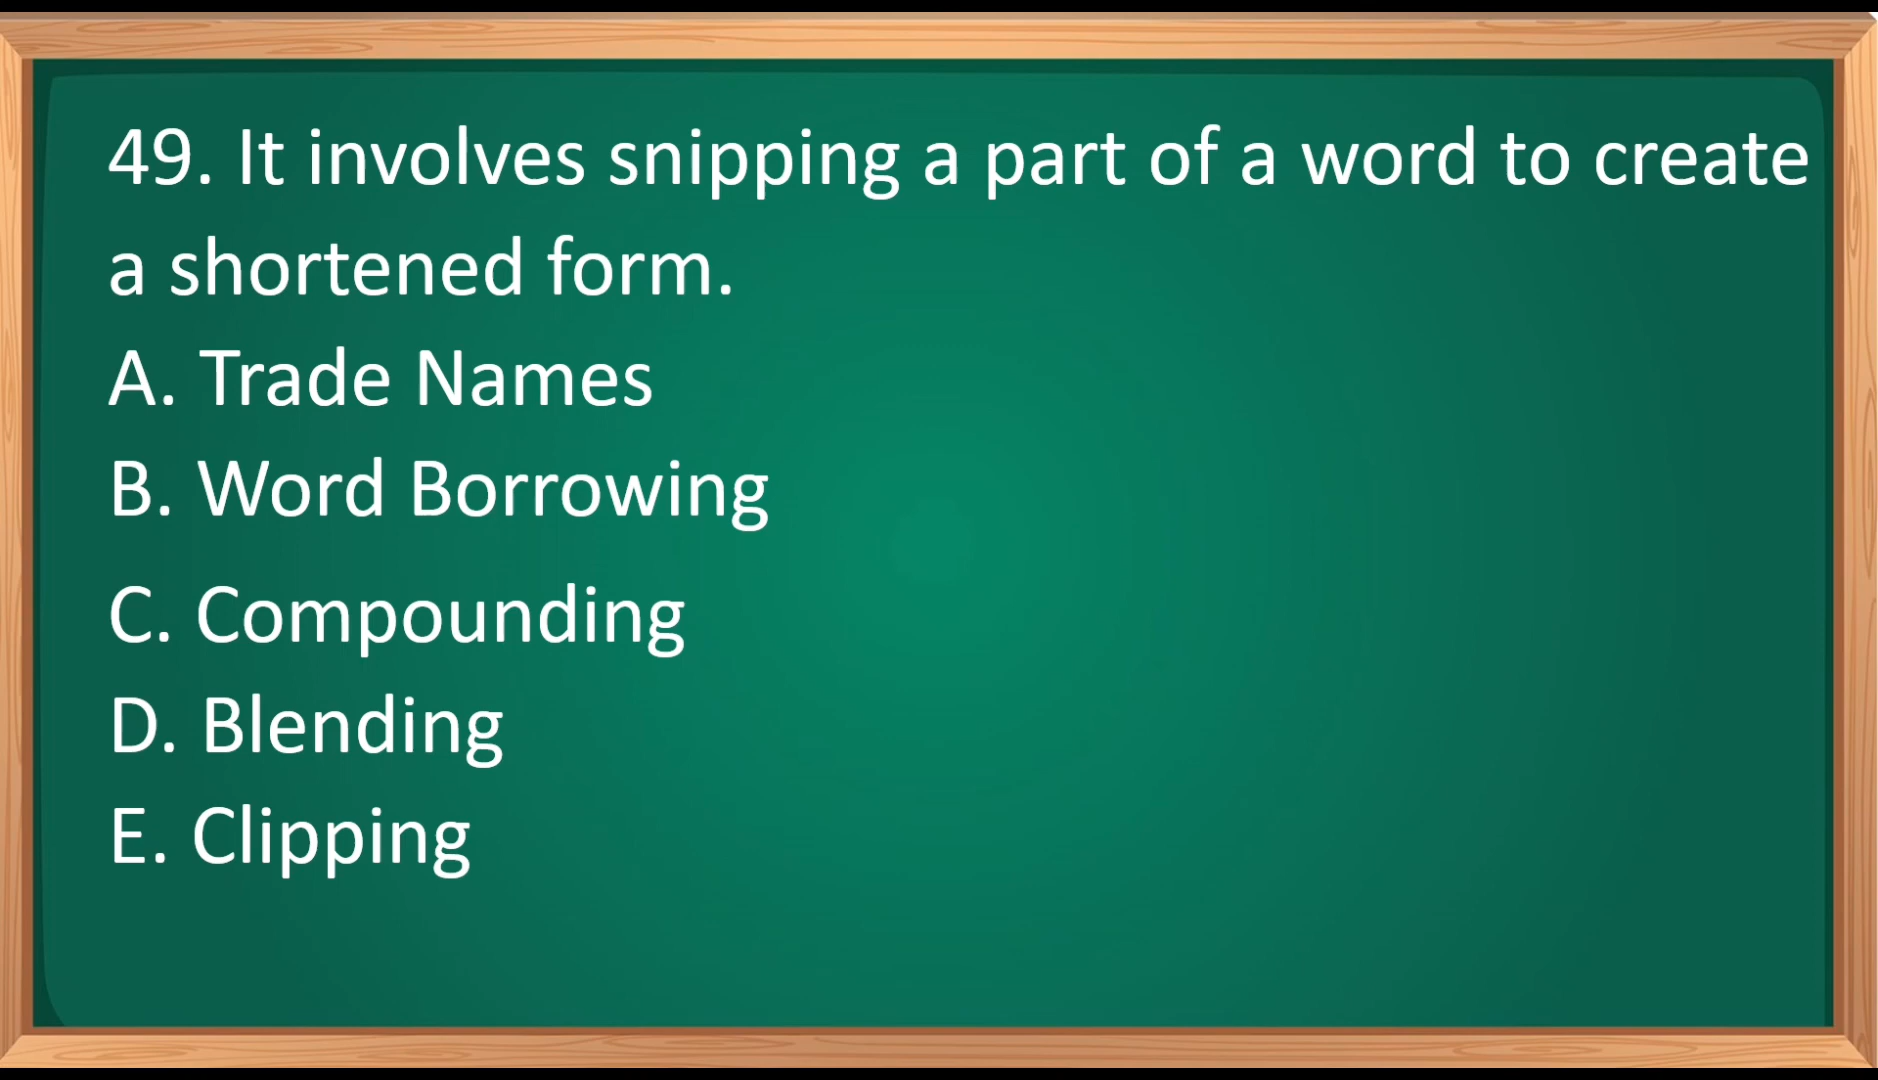 49. It involves snipping a part of a word to create
a shortened form.
A. Trade Names
B. Word Borrowing
C. Compounding
D. Blending
E. Clipping